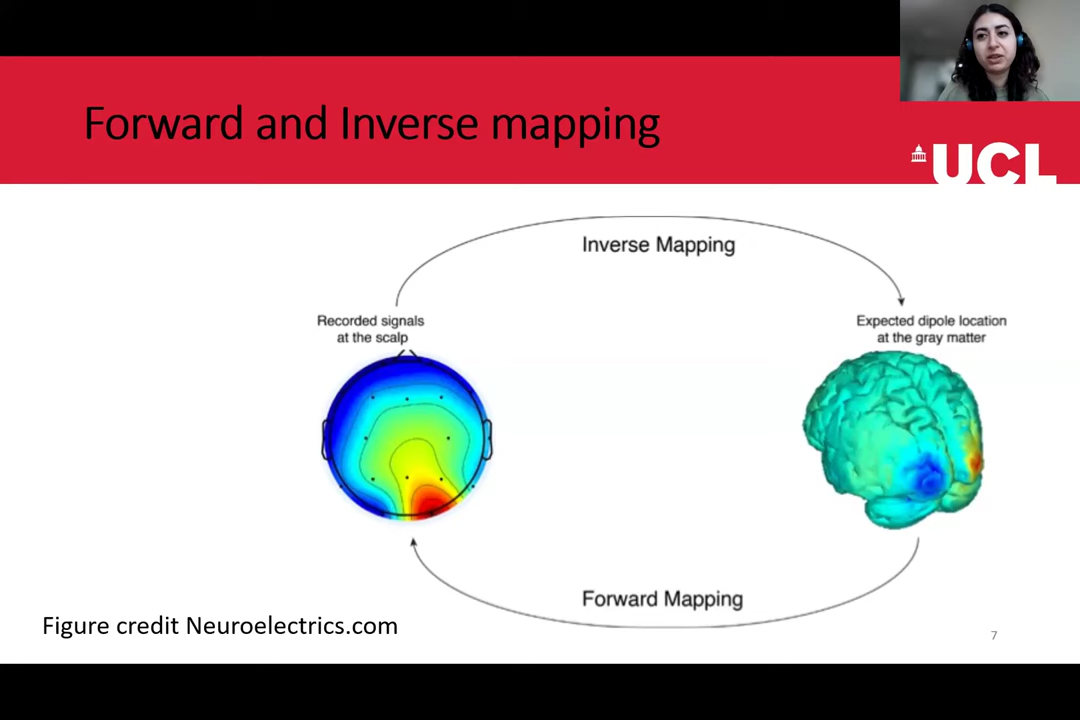 Forward and Inverse mapping
UCL
Inverse Mapping
Recorded signals
at the scalp
Expected dipole location
at the gray matter
Forward Mapping
Figure credit Neuroelectrics.com
7